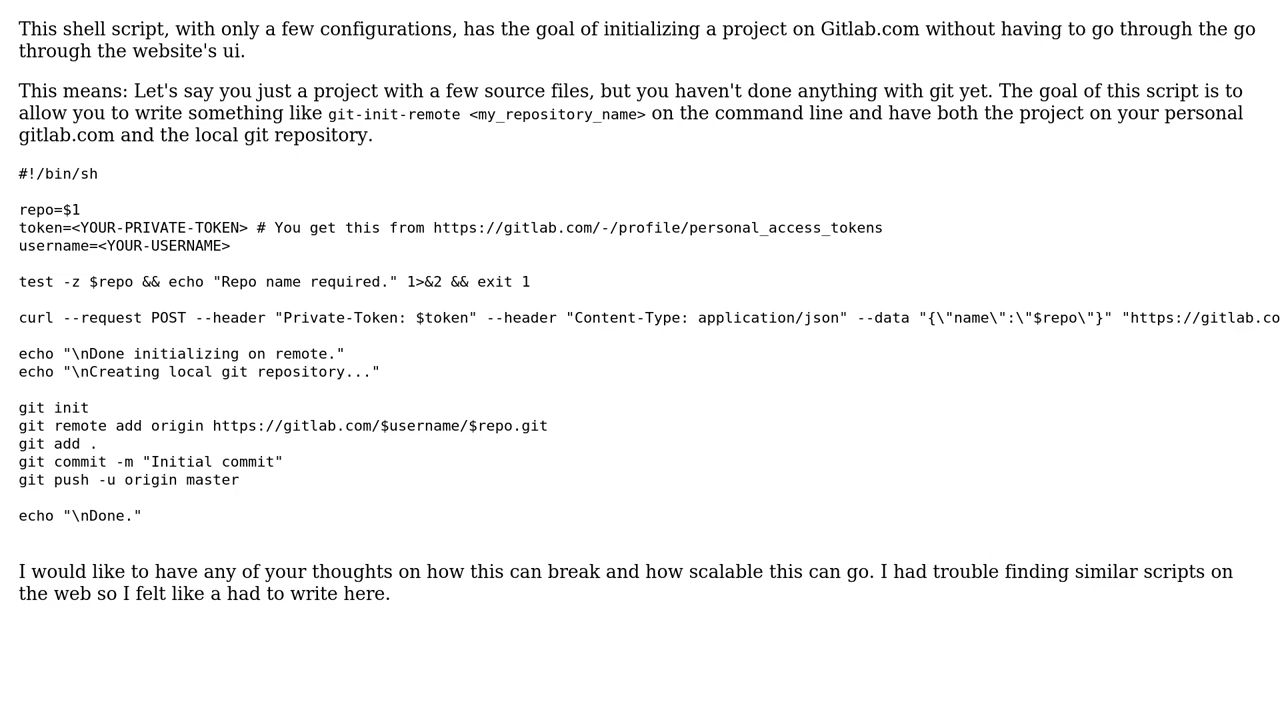 This shell script, with only a few configurations, has the goal of initializing a project on Gitlab.com without having to go through the go
through the website's ui.
This means: Let's say you just a project with a few source files, but you haven't done anything with git yet. The goal of this script is to
allow you to write something like git-init-remote <my_repository_name> on the command line and have both the project on your personal
gitlab.com and the local git repository.
#!/bin/sh
repo=$1
token=<YOUR-PRIVATE-TOKEN> # You get this from https://gitlab.com/-/profile/personal_access_tokens
username=<YOUR-USERNAME>
test -z $repo && echo "Repo name required." 1>&2 && exit 1
curl --request POST --header "Private-Token: $token" --header "Content-Type: application/json" --data "{\"name\":\"$repo\"}" "https://gitlab.co
echo "\nDone initializing on remote."
echo "\nCreating local git repository..."
git init
git remote add origin https://gitlab.com/$username/$repo.git
git add .
git commit -m "Initial commit"
git push -u origin master
echo "\nDone."
I would like to have any of your thoughts on how this can break and how scalable this can go. I had trouble finding similar scripts on
the web so I felt like a had to write here.